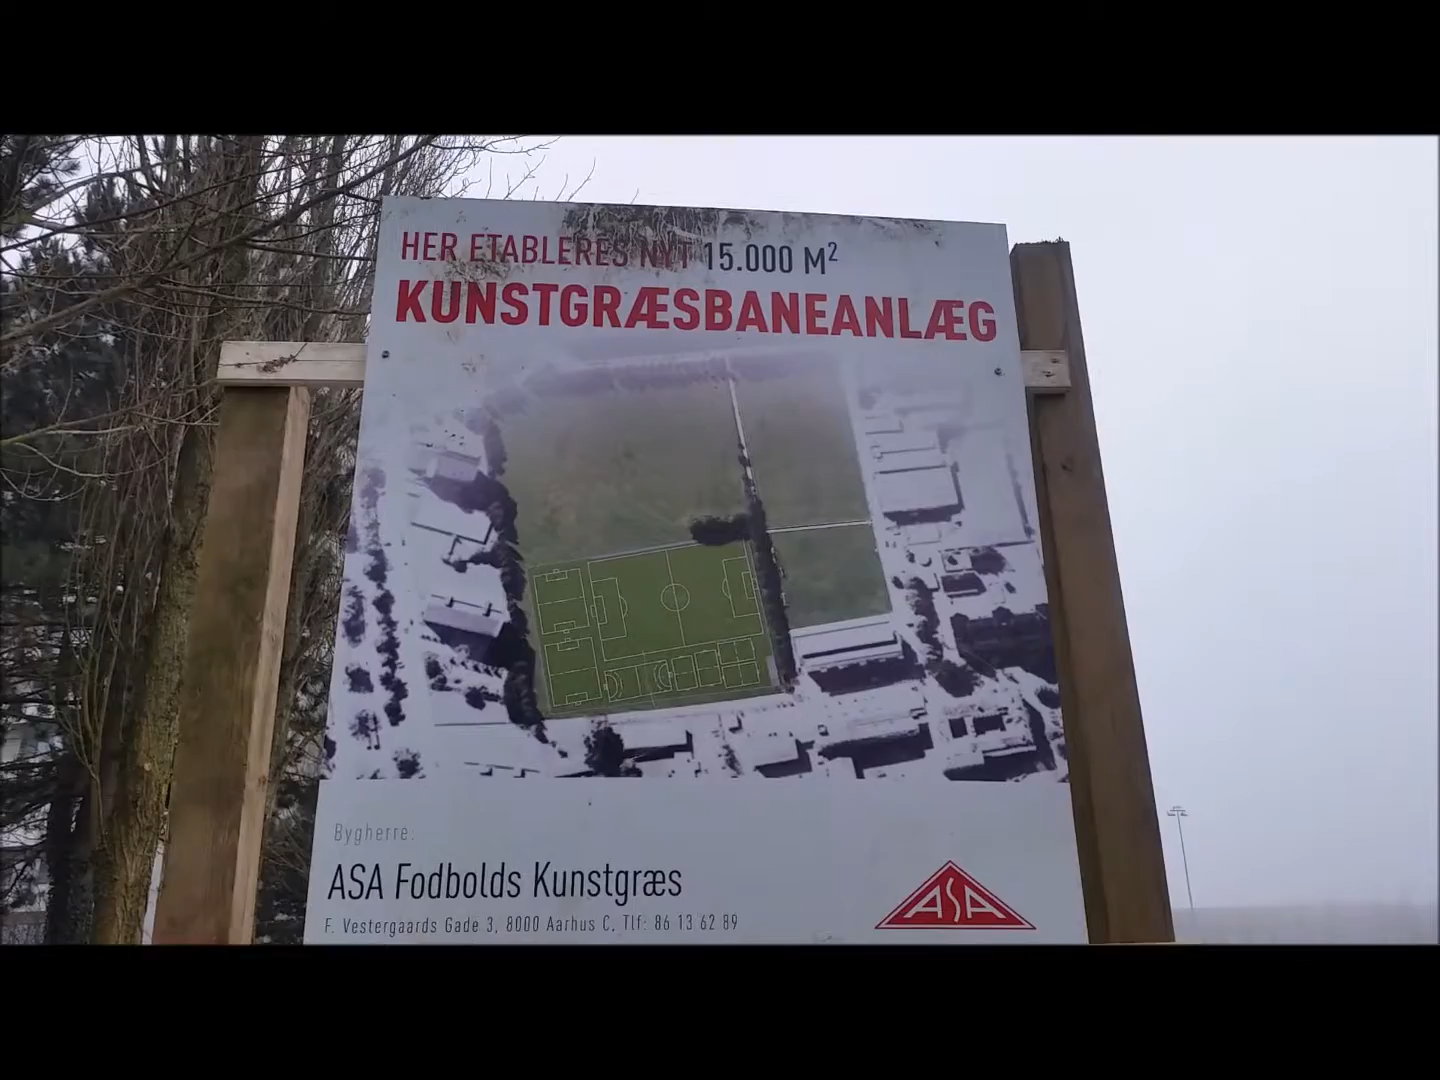 HER ETABLERES NYT 15.000 M²
KUNSTGRÆSBANEANLÆG
Bygherre:
ASA Fodbolds Kunstgræs
F. Vestergaards Gade 3, 8000 Aarhus C, Tlf: 86 13 62 89
ASA